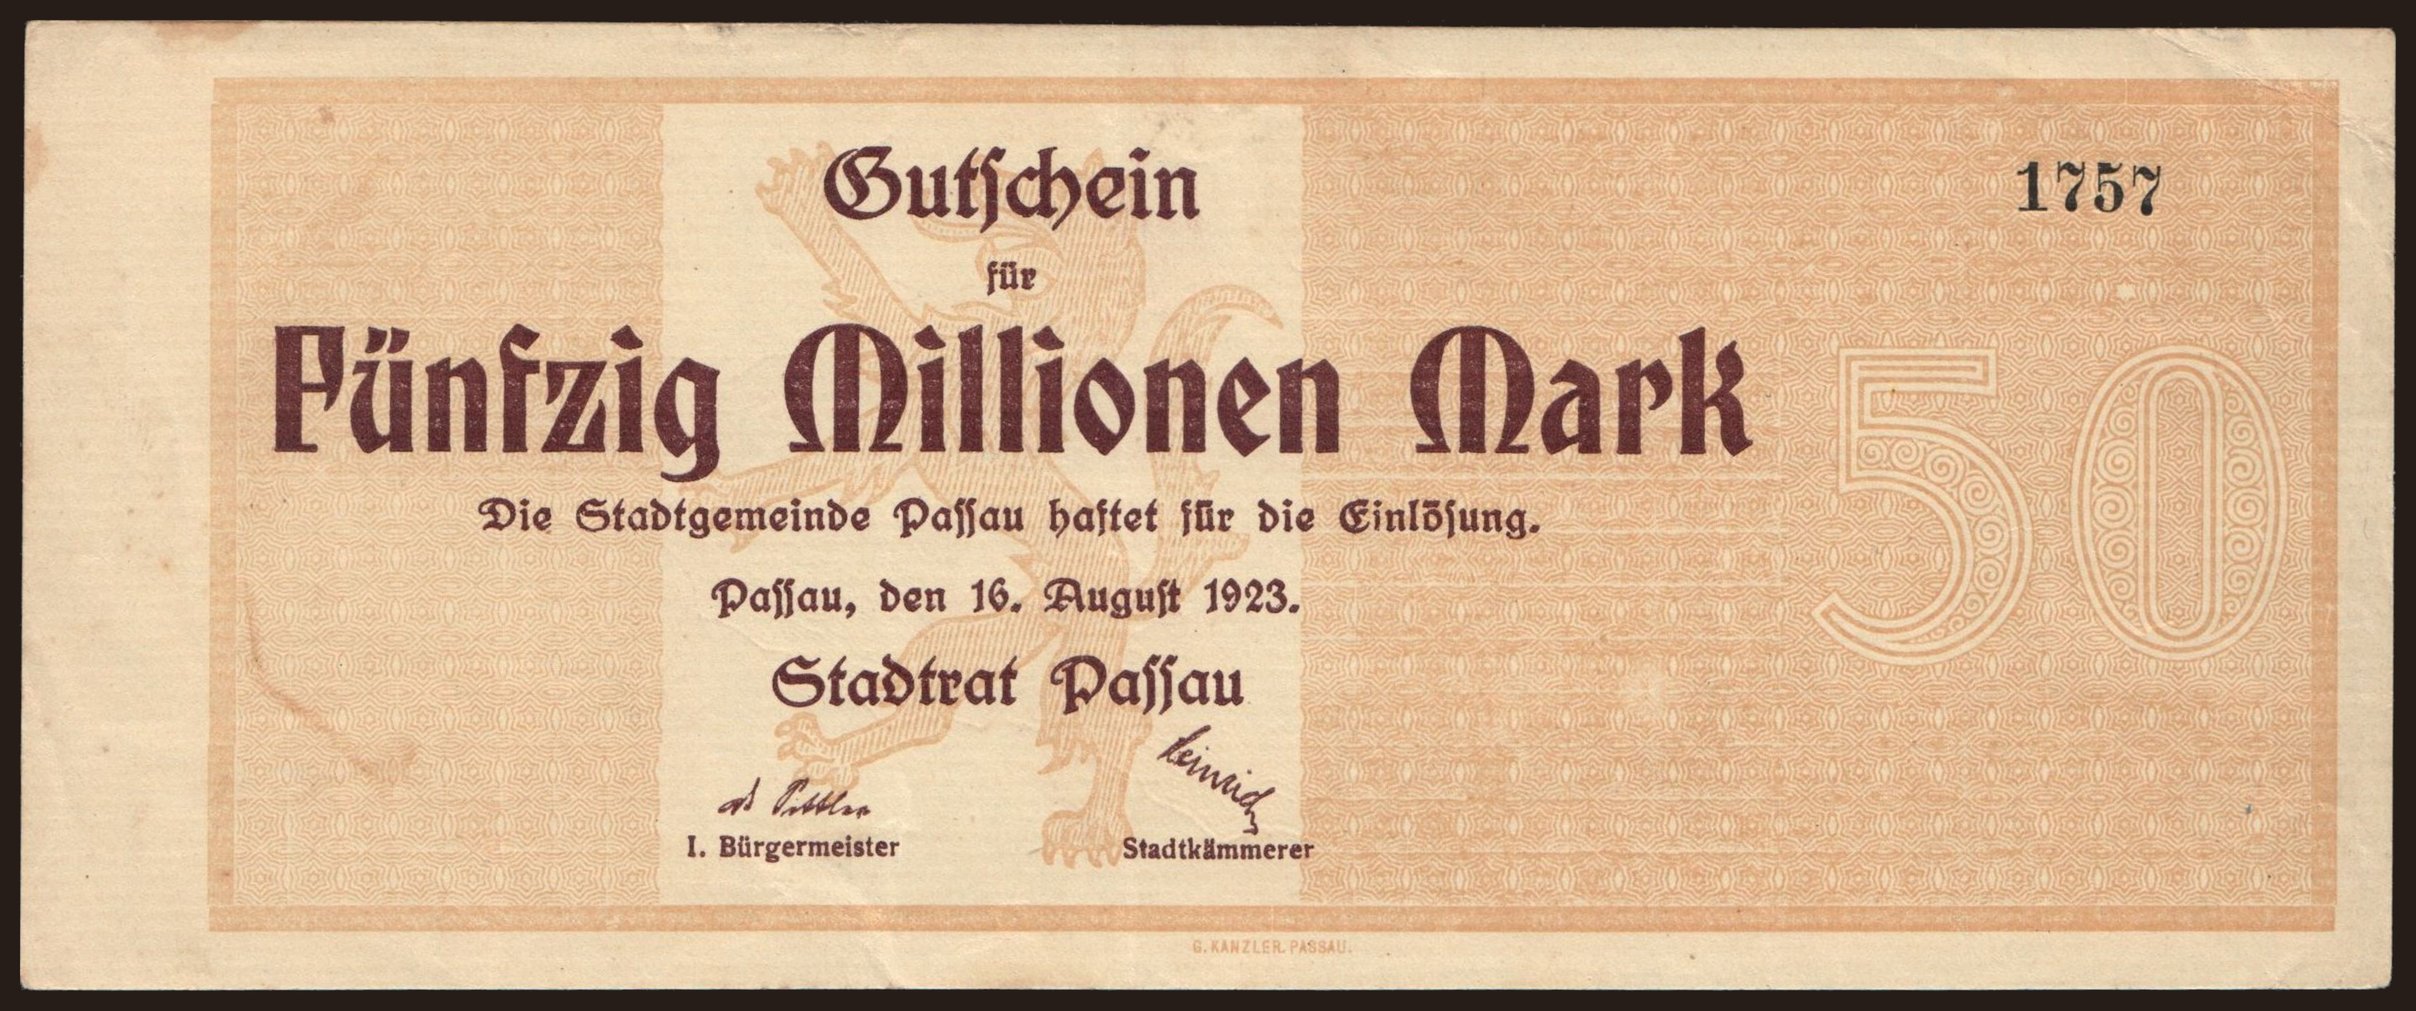 Gutschein
1757
für
Fünfzig Millionen Mark
50
Die Stadtgemeinde Passau haftet für die Einlösung.
Passau, den 16. August 1923.
Stadtrat Passau
Heinrich
I. Bürgermeister
Stadtkämmerer
G. KANZLER. PASSAU.